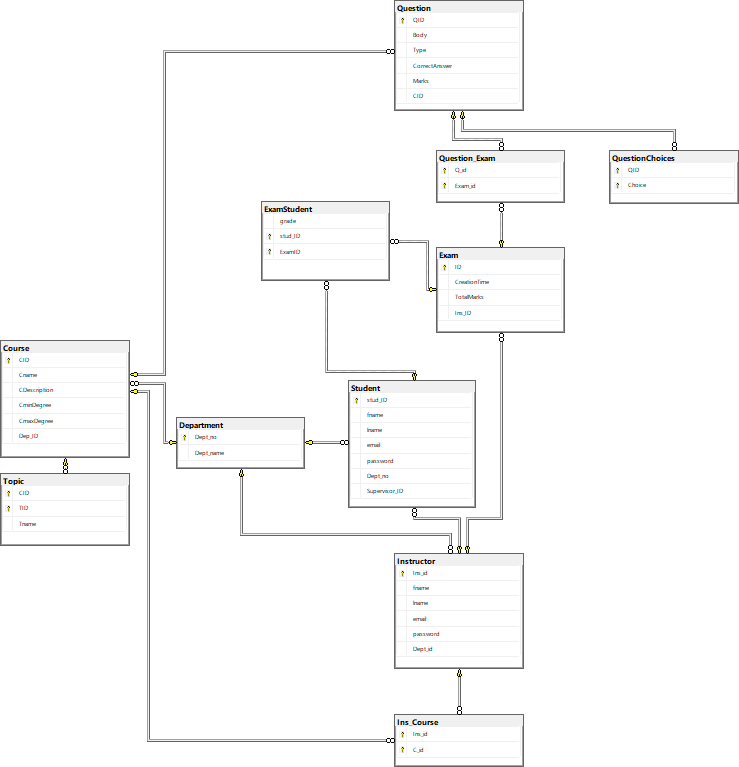 Question
QID
Body
Type
CorrectAnswer
Marks
CID
Question_Exam
Q_id
Exam_id
QuestionChoices
QID
Choice
ExamStudent
grade
stud_ID
ExamID
Exam
ID
CreationTime
TotalMarks
Ins_ID
Course
CID
Cname
CDescription
CminDegree
CmaxDegree
Dep_ID
Student
stud_ID
fname
lname
email
password
Dept_no
Supervisor_ID
Department
Dept_no
Dept_name
Topic
CID
TID
Tname
Instructor
Ins_id
fname
lname
email
password
Dept_id
Ins_Course
Ins_id
C_id